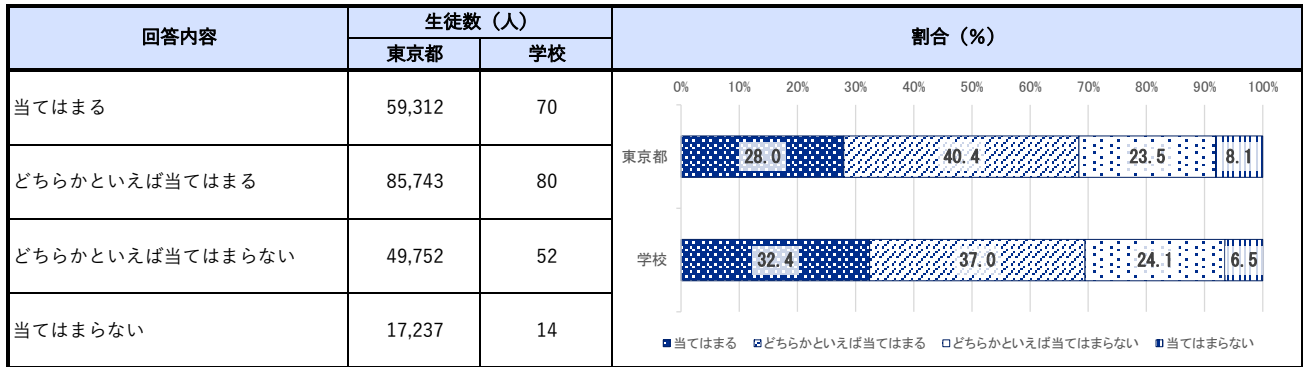 回答内容 生徒数（人） 割合（%）
東京都 学校
当てはまる 59,312 70
どちらかといえば当てはまる 85,743 80
どちらかといえば当てはまらない 49,752 52
当てはまらない 17,237 14
0% 10% 20% 30% 40% 50% 60% 70% 80% 90% 100%
東京都 28.0 40.4 23.5 8.1
学校 32.4 37.0 24.1 6.5
当てはまる どちらかといえば当てはまる どちらかといえば当てはまらない 当てはまらない